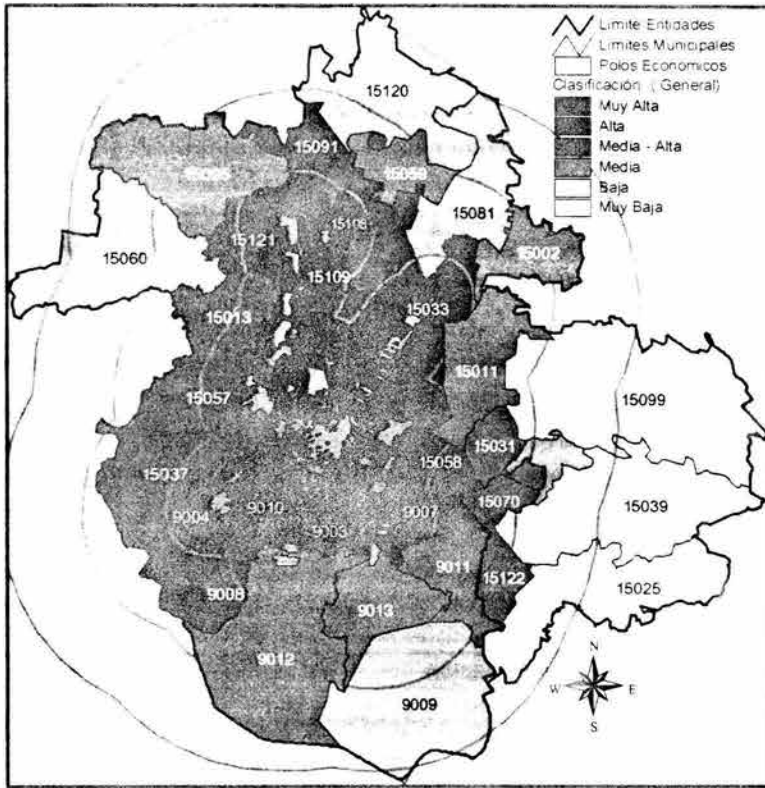 Limite Entidades
Limites Municipales
Polos Economicos
Clasificación ( General)
Muy Alta
Alta
Media - Alta
Media
Baja
Muy Baja
15120
15091
15059
15081
15002
15108
15121
15060
15109
15033
15013
15011
15099
15057
15031
15058
15037
15070
15039
9004
9010
9003
9007
9011
15122
15025
9008
9013
9012
9009
N
W
E
S